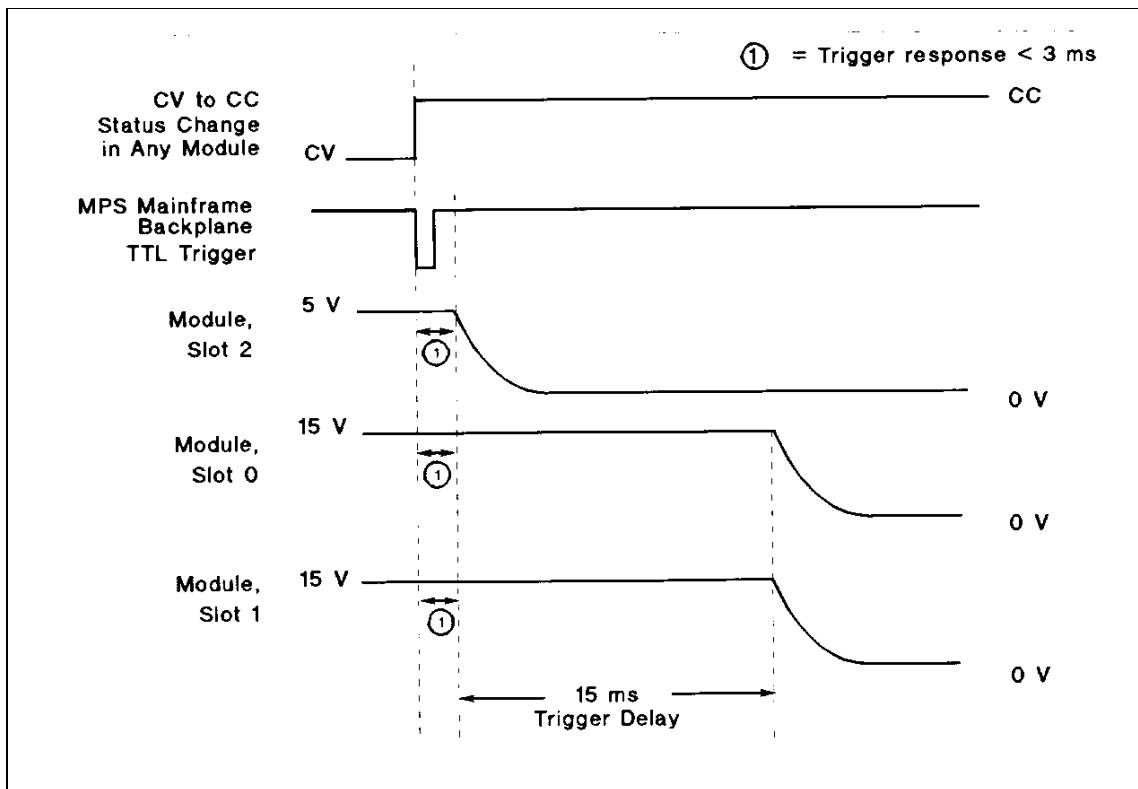 ① = Trigger response < 3 ms
CV to CC
Status Change
in Any Module
CV
CC
MPS Mainframe
Backplane
TTL Trigger
Module,
Slot 2
5 V
①
0 V
Module,
Slot 0
15 V
①
0 V
Module,
Slot 1
15 V
①
0 V
15 ms
Trigger Delay